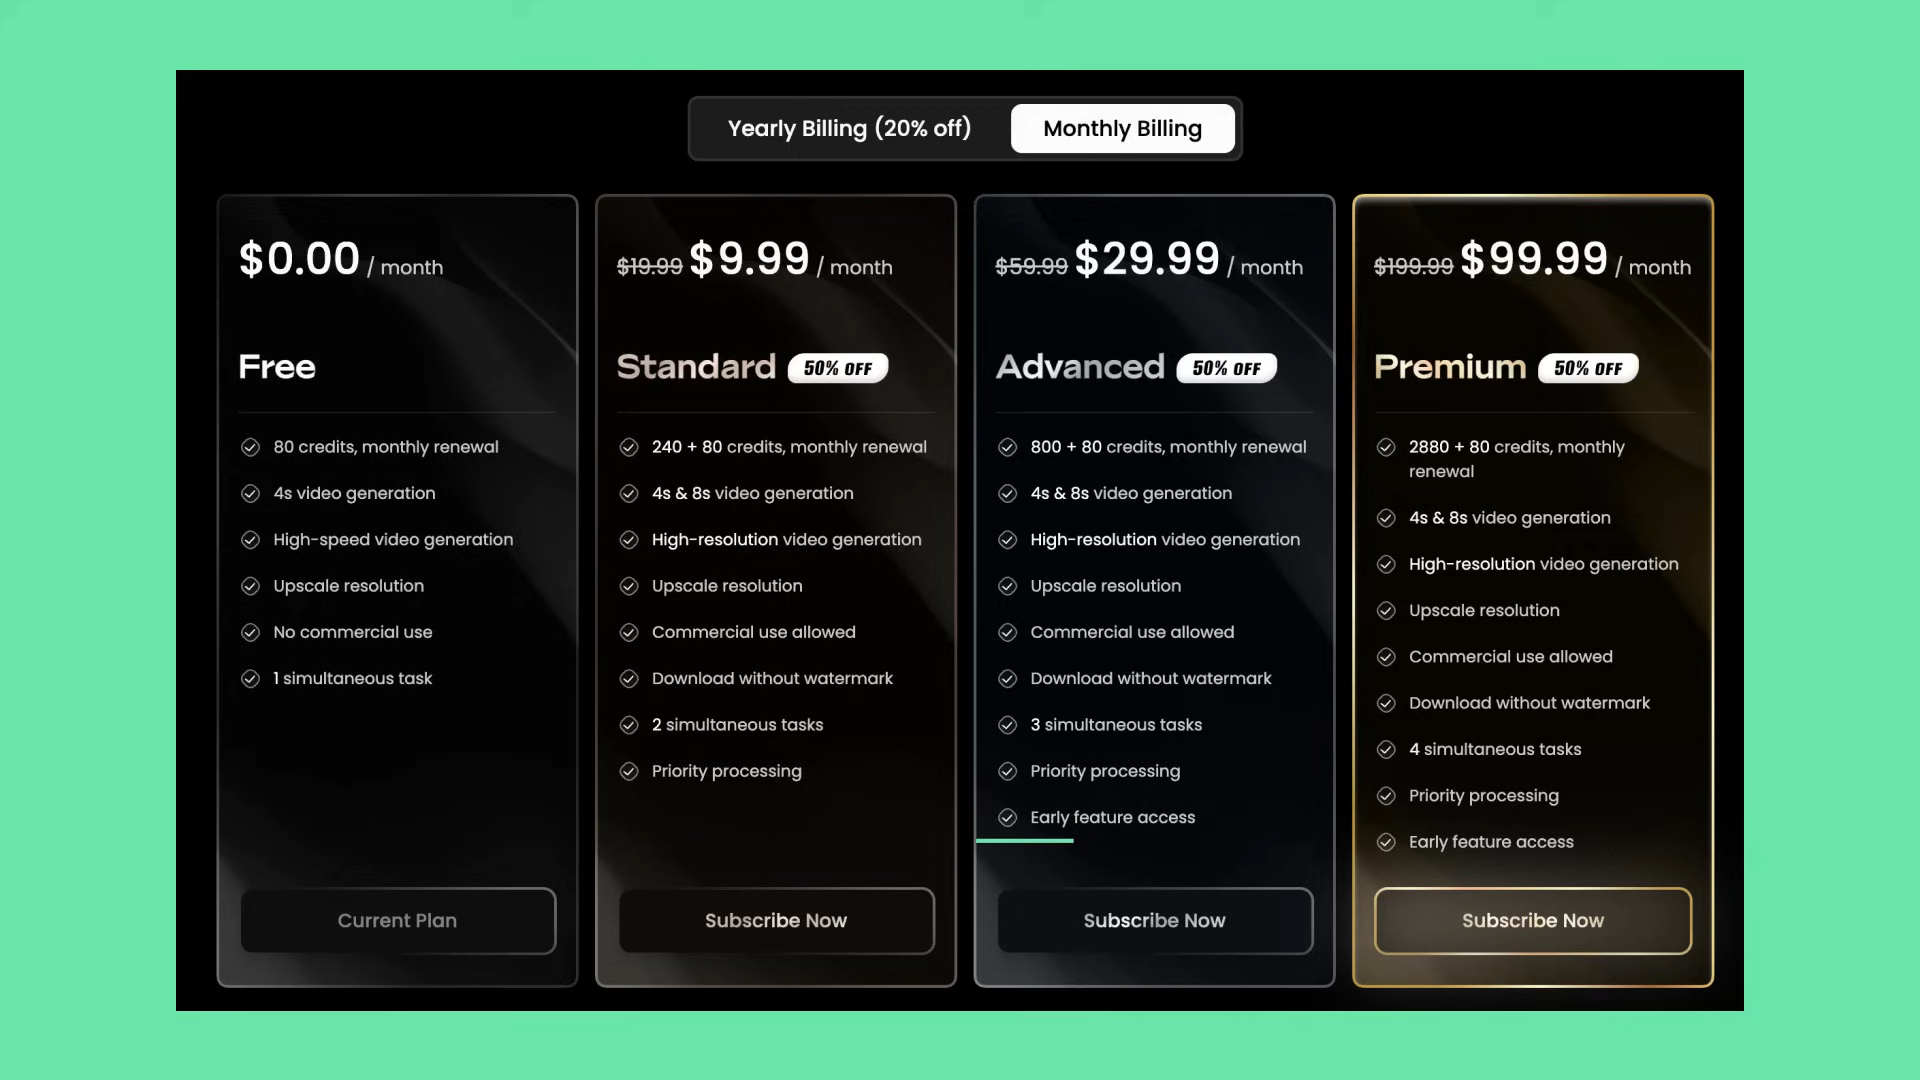 Yearly Billing (20% off)
Monthly Billing
$0.00 / month
Free
80 credits, monthly renewal
4s video generation
High-speed video generation
Upscale resolution
No commercial use
1 simultaneous task
Current Plan
$19.99 $9.99 / month
Standard 50% OFF
240 + 80 credits, monthly renewal
4s & 8s video generation
High-resolution video generation
Upscale resolution
Commercial use allowed
Download without watermark
2 simultaneous tasks
Priority processing
Subscribe Now
$59.99 $29.99 / month
Advanced 50% OFF
800 + 80 credits, monthly renewal
4s & 8s video generation
High-resolution video generation
Upscale resolution
Commercial use allowed
Download without watermark
3 simultaneous tasks
Priority processing
Early feature access
Subscribe Now
$199.99 $99.99 / month
Premium 50% OFF
2880 + 80 credits, monthly
renewal
4s & 8s video generation
High-resolution video generation
Upscale resolution
Commercial use allowed
Download without watermark
4 simultaneous tasks
Priority processing
Early feature access
Subscribe Now